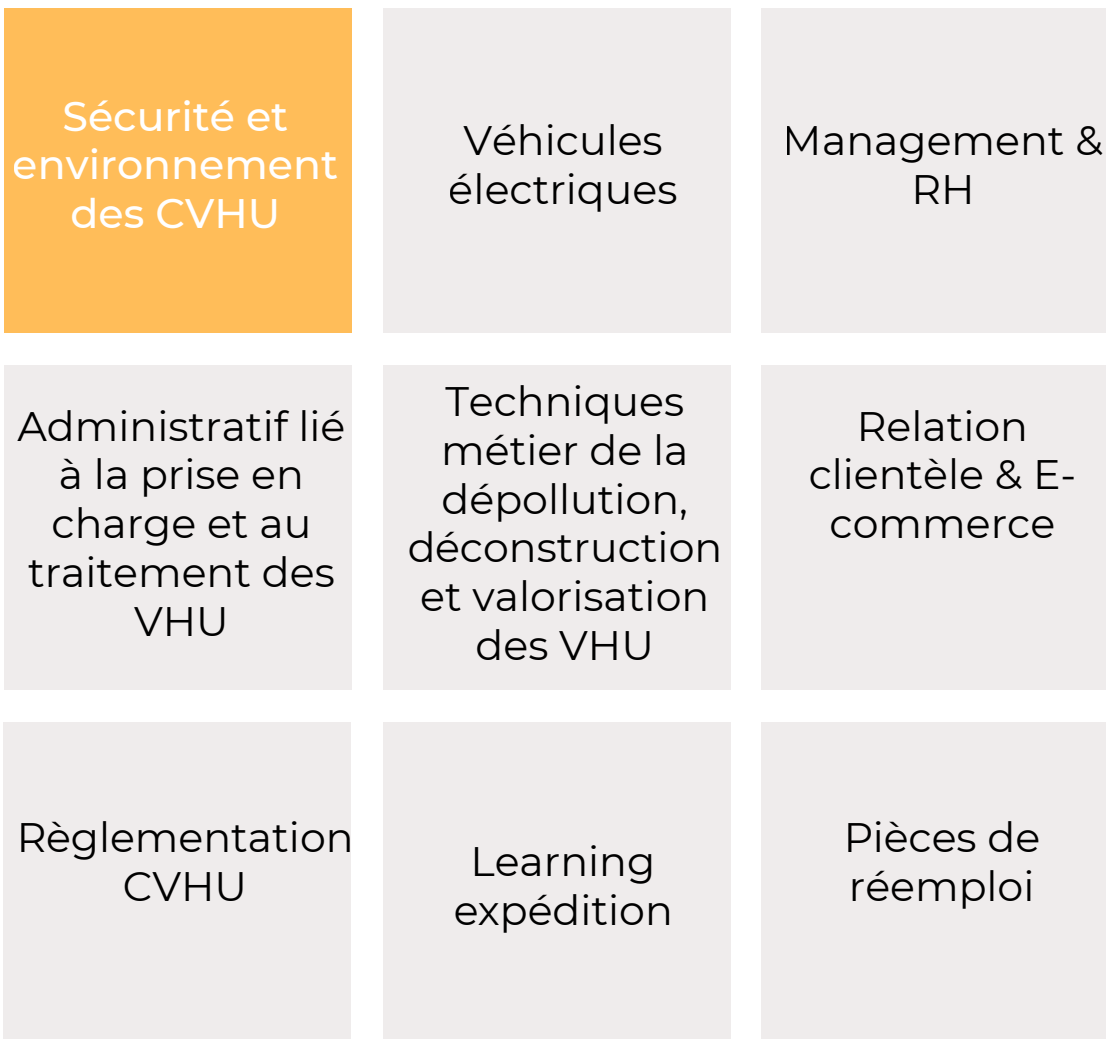 Sécurité et
environnement
des CVHU
Véhicules
électriques
Management &
RH
Administratif lié
à la prise en
charge et au
traitement des
VHU
Techniques
métier de la
dépollution,
déconstruction
et valorisation
des VHU
Relation
clientèle & E-
commerce
Règlementation
CVHU
Learning
expédition
Pièces de
réemploi